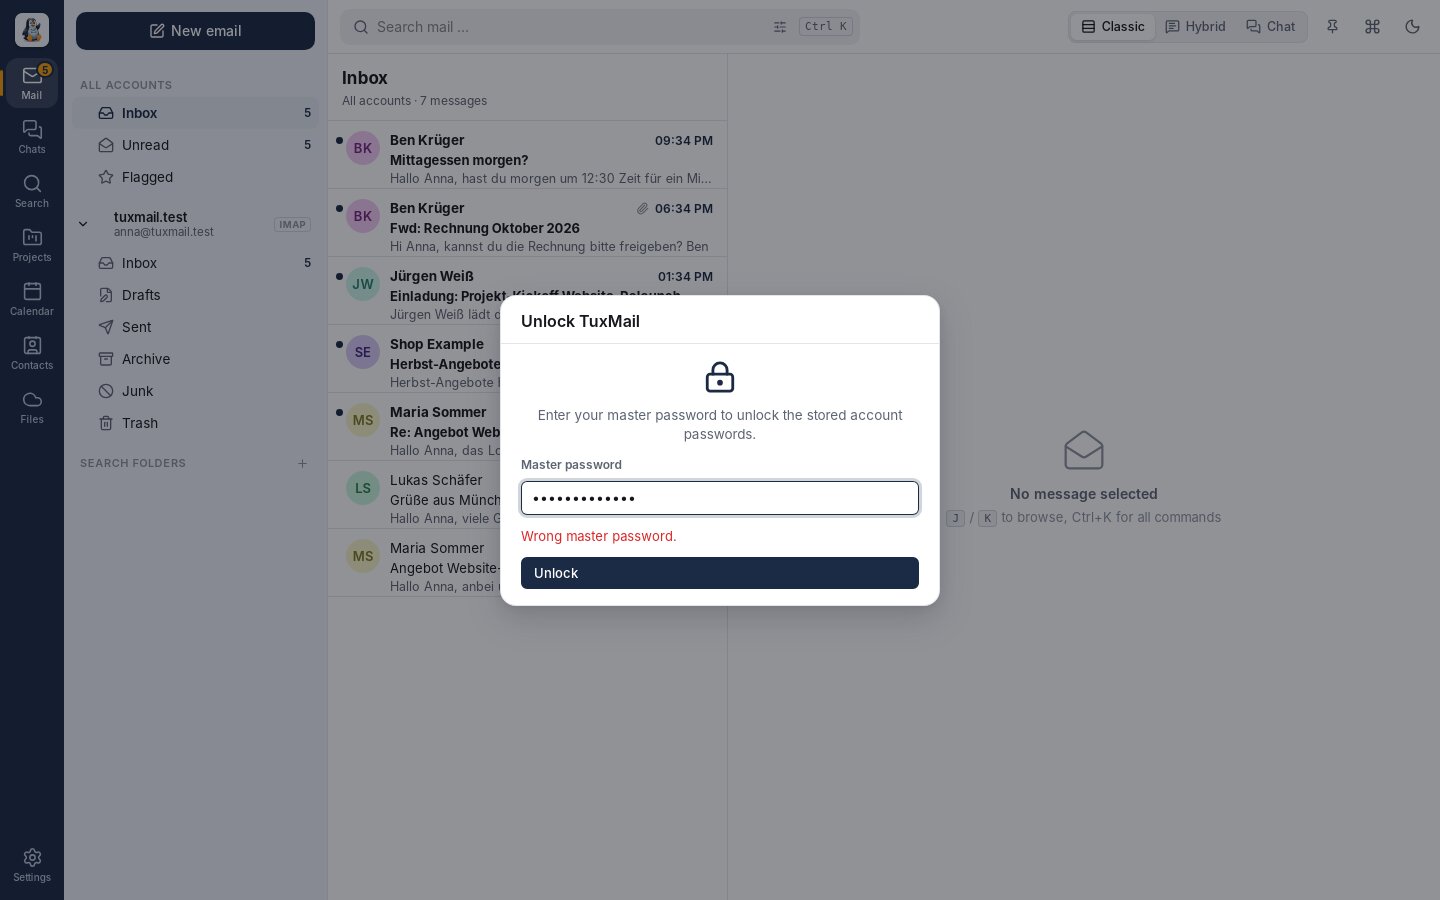 New email
Search mail ...
Ctrl K
Classic
Hybrid
Chat
5
Mail
Chats
Search
Projects
Calendar
Contacts
Files
Settings
ALL ACCOUNTS
Inbox 5
Unread 5
Flagged
tuxmail.test
anna@tuxmail.test
IMAP
Inbox 5
Drafts
Sent
Archive
Junk
Trash
SEARCH FOLDERS
Inbox
All accounts · 7 messages
BK
Ben Krüger 09:34 PM
Mittagessen morgen?
Hallo Anna, hast du morgen um 12:30 Zeit für ein Mi...
BK
Ben Krüger 06:34 PM
Fwd: Rechnung Oktober 2026
Hi Anna, kannst du die Rechnung bitte freigeben? Ben
JW
Jürgen Weiß 01:34 PM
Einladung: Projekt-Kickoff Website-Relaunch
Jürgen Weiß lädt d
SE
Shop Example
Herbst-Angebote
Herbst-Angebote
MS
Maria Sommer
Re: Angebot Web
Hallo Anna, das Lo
LS
Lukas Schäfer
Grüße aus Münch
Hallo Anna, viele G
MS
Maria Sommer
Angebot Website-
Hallo Anna, anbei
Unlock TuxMail
Enter your master password to unlock the stored account
passwords.
Master password
•••••••••••••
Wrong master password.
Unlock
No message selected
J / K to browse, Ctrl+K for all commands